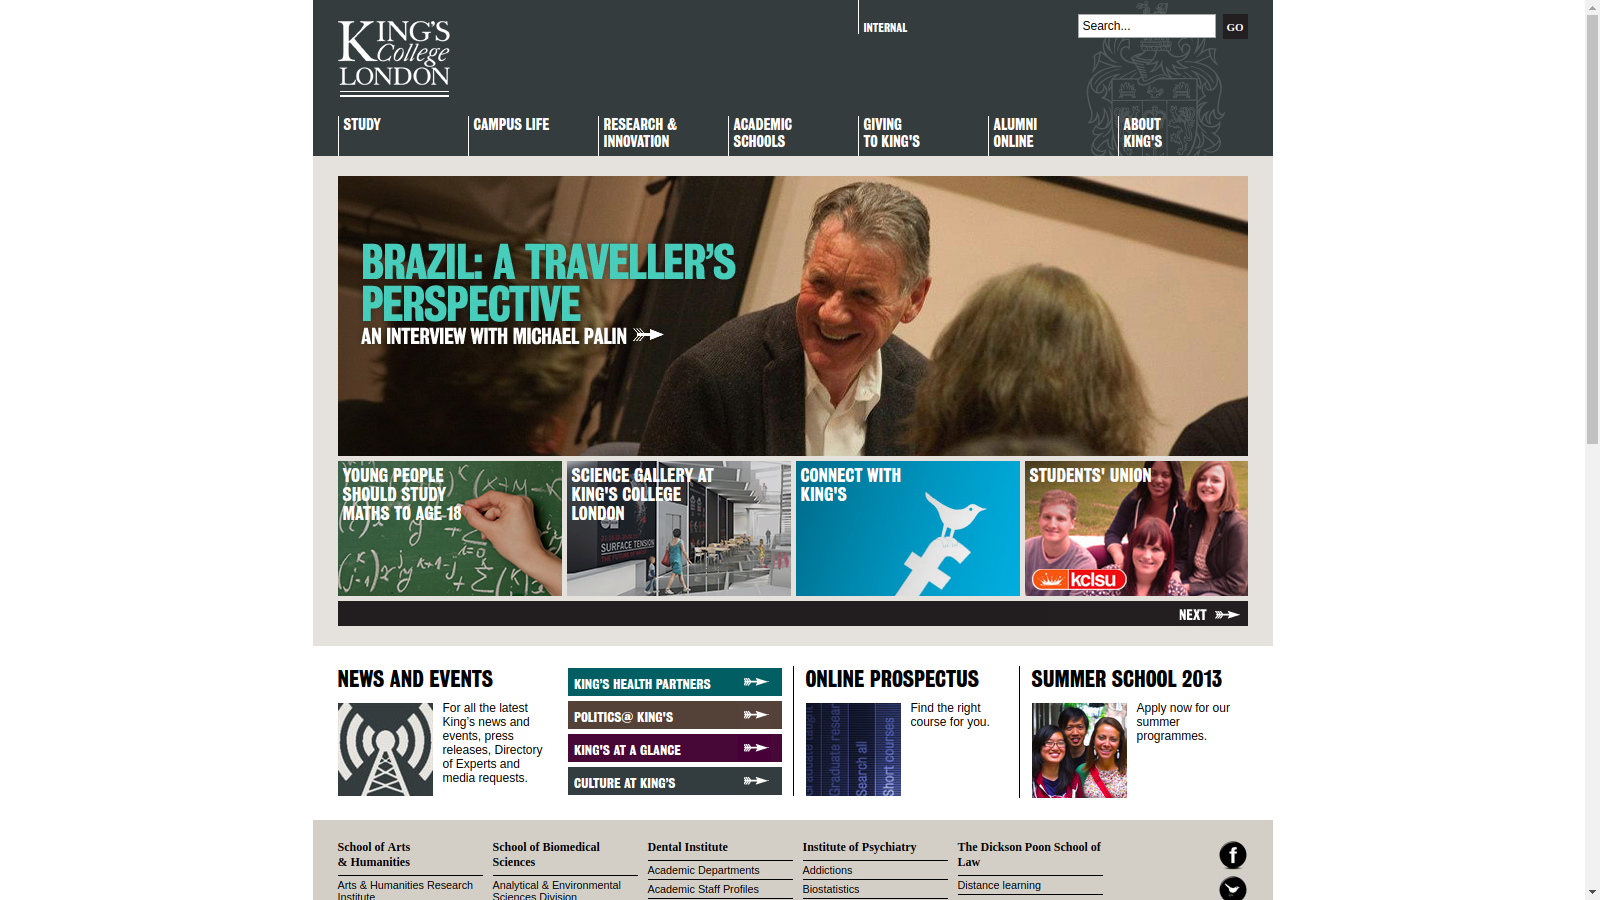 KING'S
College
LONDON
INTERNAL
Search...
GO
STUDY
CAMPUS LIFE
RESEARCH &
INNOVATION
ACADEMIC
SCHOOLS
GIVING
TO KING'S
ALUMNI
ONLINE
ABOUT
KING'S
BRAZIL: A TRAVELLER'S
PERSPECTIVE
AN INTERVIEW WITH MICHAEL PALIN
YOUNG PEOPLE
SHOULD STUDY
MATHS TO AGE 18
SCIENCE GALLERY AT
KING'S COLLEGE
LONDON
SURFACE TENSION
CONNECT WITH
KING'S
STUDENTS' UNION
kclsu
NEXT
NEWS AND EVENTS
For all the latest
King's news and
events, press
releases, Directory
of Experts and
media requests.
KING'S HEALTH PARTNERS
POLITICS@ KING'S
KING'S AT A GLANCE
CULTURE AT KING'S
ONLINE PROSPECTUS
Graduate resear
Search all
Short courses
Find the right
course for you.
SUMMER SCHOOL 2013
Apply now for our
summer
programmes.
School of Arts
& Humanities
Arts & Humanities Research
Institute
School of Biomedical
Sciences
Analytical & Environmental
Sciences Division
Dental Institute
Academic Departments
Academic Staff Profiles
Institute of Psychiatry
Addictions
Biostatistics
The Dickson Poon School of
Law
Distance learning